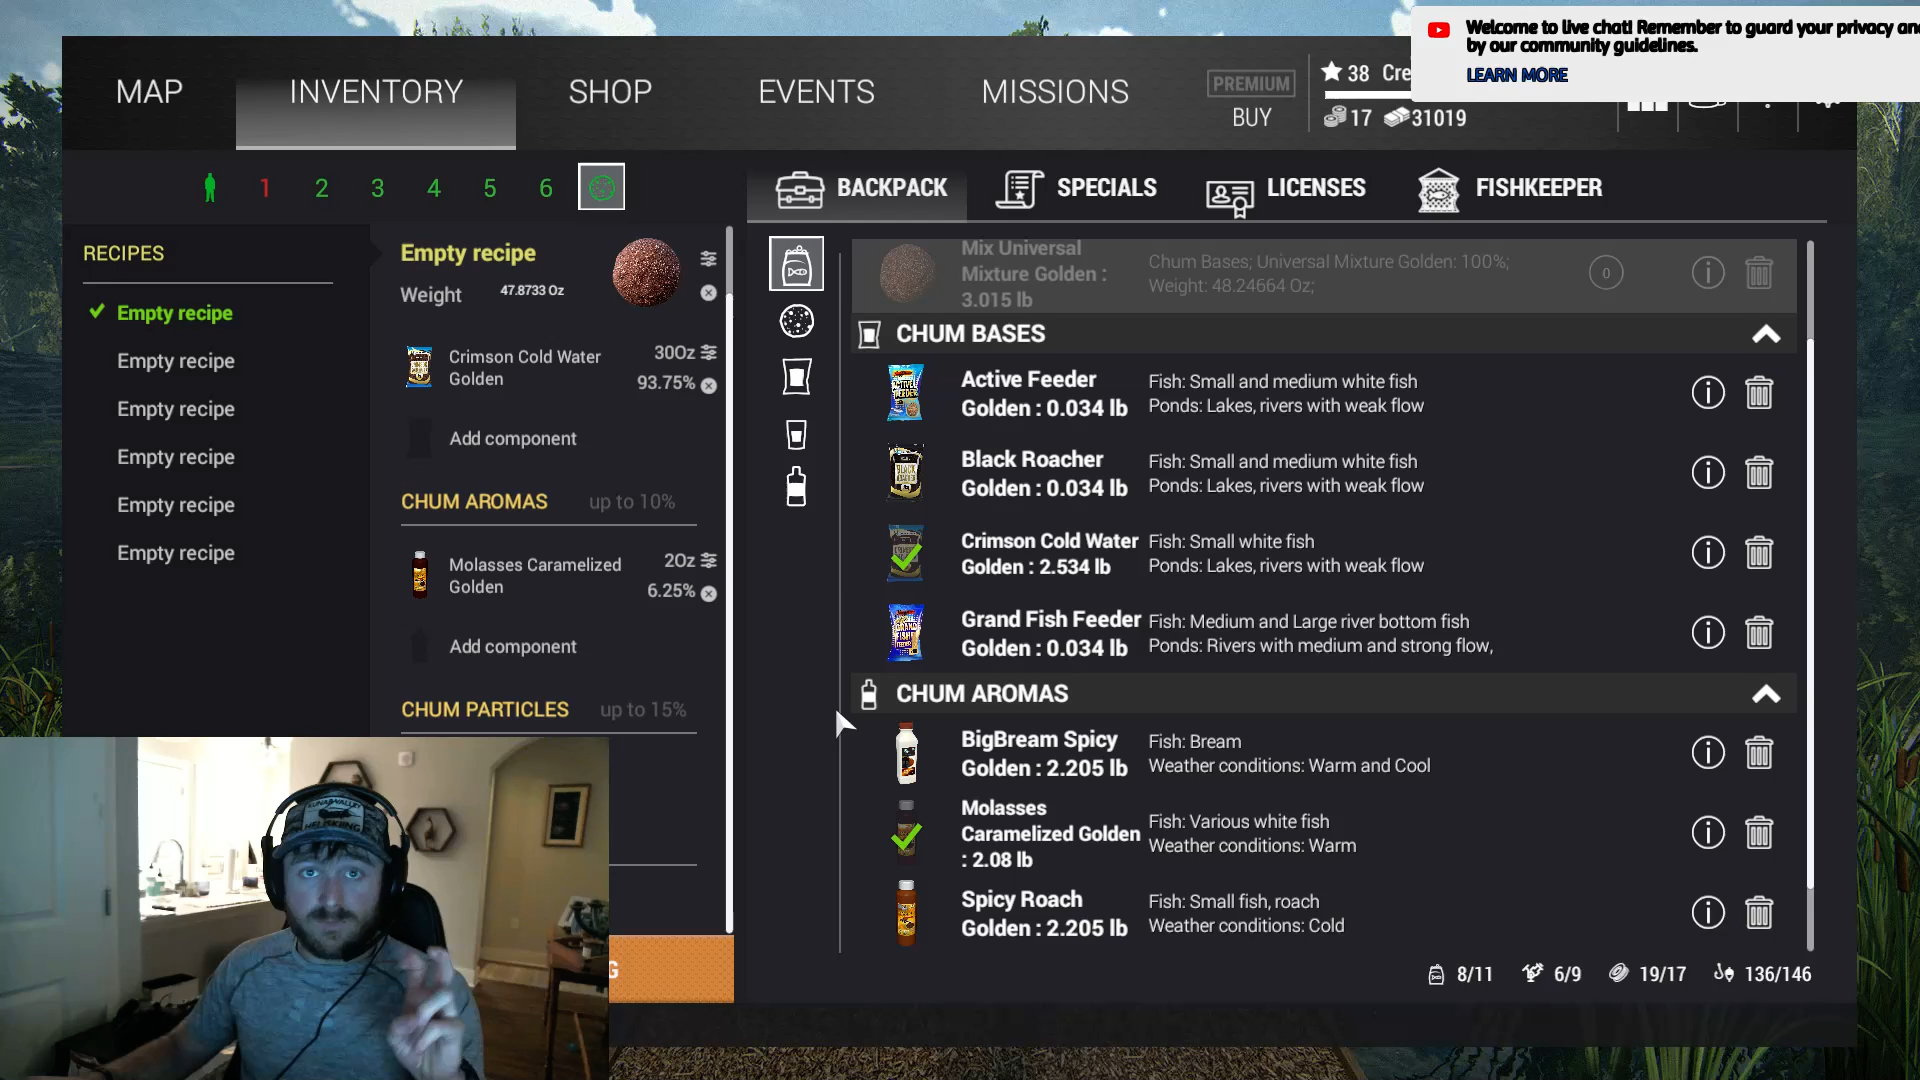 Welcome to live chat! Remember to guard your privacy and
by our community guidelines.
LEARN MORE
MAP
INVENTORY
SHOP
EVENTS
MISSIONS
PREMIUM
BUY
38 Cre
17
31019
1 2 3 4 5 6
BACKPACK
SPECIALS
LICENSES
FISHKEEPER
RECIPES
Empty recipe
Empty recipe
Empty recipe
Empty recipe
Empty recipe
Empty recipe
Empty recipe
Weight 47.8733 Oz
Crimson Cold Water
Golden
30Oz
93.75%
Add component
CHUM AROMAS up to 10%
Molasses Caramelized
Golden
2Oz
6.25%
Add component
CHUM PARTICLES up to 15%
G
Mix Universal
Mixture Golden :
3.015 lb
Chum Bases; Universal Mixture Golden: 100%;
Weight: 48.24664 Oz;
0
CHUM BASES
Active Feeder
Golden : 0.034 lb
Fish: Small and medium white fish
Ponds: Lakes, rivers with weak flow
Black Roacher
Golden : 0.034 lb
Fish: Small and medium white fish
Ponds: Lakes, rivers with weak flow
Crimson Cold Water
Golden : 2.534 lb
Fish: Small white fish
Ponds: Lakes, rivers with weak flow
Grand Fish Feeder
Golden : 0.034 lb
Fish: Medium and Large river bottom fish
Ponds: Rivers with medium and strong flow,
CHUM AROMAS
BigBream Spicy
Golden : 2.205 lb
Fish: Bream
Weather conditions: Warm and Cool
Molasses
Caramelized Golden
: 2.08 lb
Fish: Various white fish
Weather conditions: Warm
Spicy Roach
Golden : 2.205 lb
Fish: Small fish, roach
Weather conditions: Cold
8/11
6/9
19/17
136/146